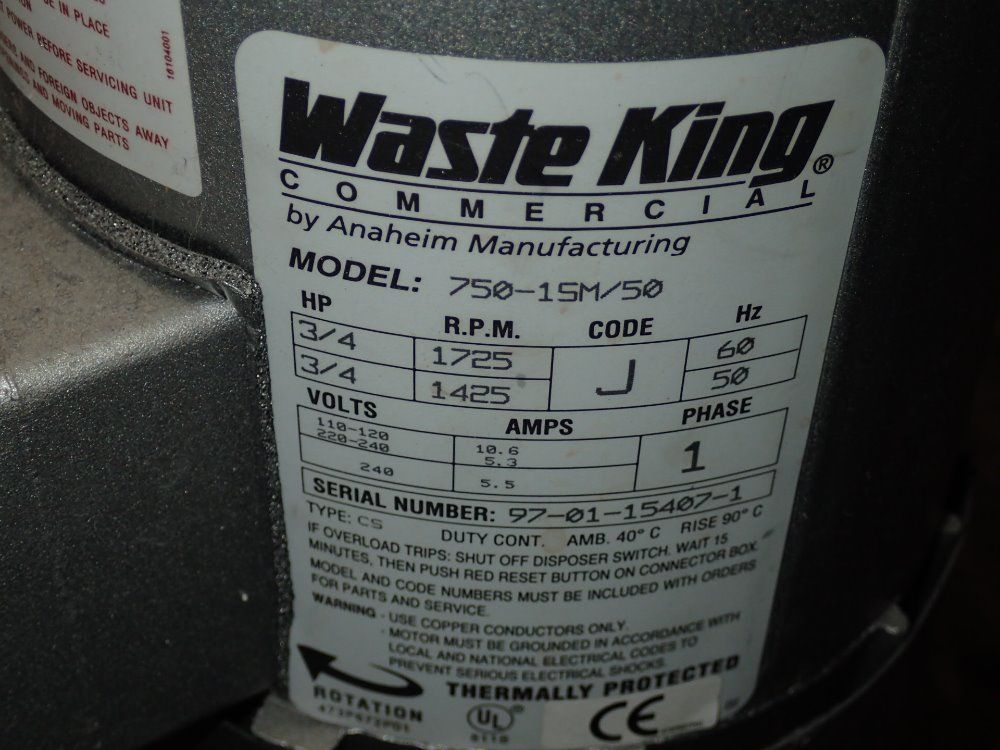 BE IN PLACE
POWER BEFORE SERVICING UNIT
AND FOREIGN OBJECTS AWAY
AND MOVING PARTS
16104001
Waste King®
COMMERCIAL
by Anaheim Manufacturing
MODEL: 750-15M/50
HP R.P.M. CODE Hz
3/4 1725 J 60
3/4 1425 50
VOLTS AMPS PHASE
110-120 10.6 1
220-240 5.3
240 5.5
SERIAL NUMBER: 97-01-15407-1
TYPE: CS DUTY CONT. AMB. 40° C RISE 90° C
IF OVERLOAD TRIPS: SHUT OFF DISPOSER SWITCH. WAIT 15
MINUTES, THEN PUSH RED RESET BUTTON ON CONNECTOR BOX.
MODEL AND CODE NUMBERS MUST BE INCLUDED WITH ORDERS
FOR PARTS AND SERVICE.
WARNING - USE COPPER CONDUCTORS ONLY.
- MOTOR MUST BE GROUNDED IN ACCORDANCE WITH
LOCAL AND NATIONAL ELECTRICAL CODES TO
PREVENT SERIOUS ELECTRICAL SHOCKS.
THERMALLY PROTECTED
ROTATION
UL
CE